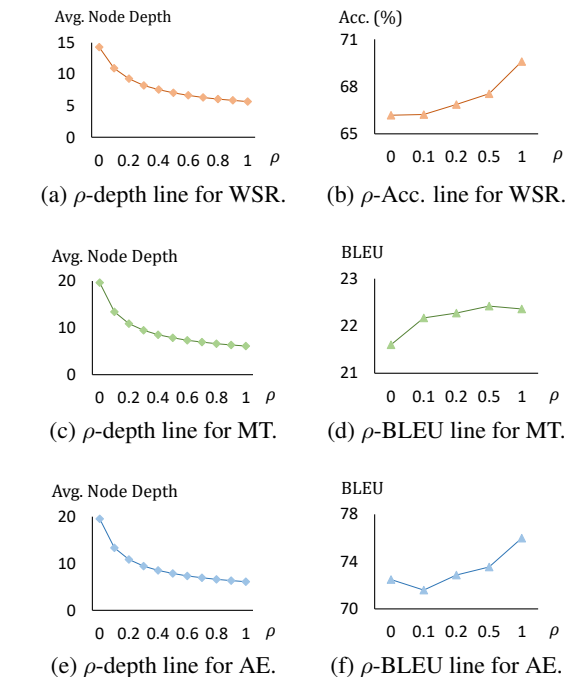 Avg. Node Depth
15
10
5
0
0 0.2 0.4 0.6 0.8 1 ρ
(a) ρ-depth line for WSR.
Acc. (%)
71
68
65
0 0.1 0.2 0.5 1 ρ
(b) ρ-Acc. line for WSR.
Avg. Node Depth
20
10
0
0 0.2 0.4 0.6 0.8 1 ρ
(c) ρ-depth line for MT.
BLEU
23
22
21
0 0.1 0.2 0.5 1 ρ
(d) ρ-BLEU line for MT.
Avg. Node Depth
20
10
0
0 0.2 0.4 0.6 0.8 1 ρ
(e) ρ-depth line for AE.
BLEU
78
74
70
0 0.1 0.2 0.5 1 ρ
(f) ρ-BLEU line for AE.